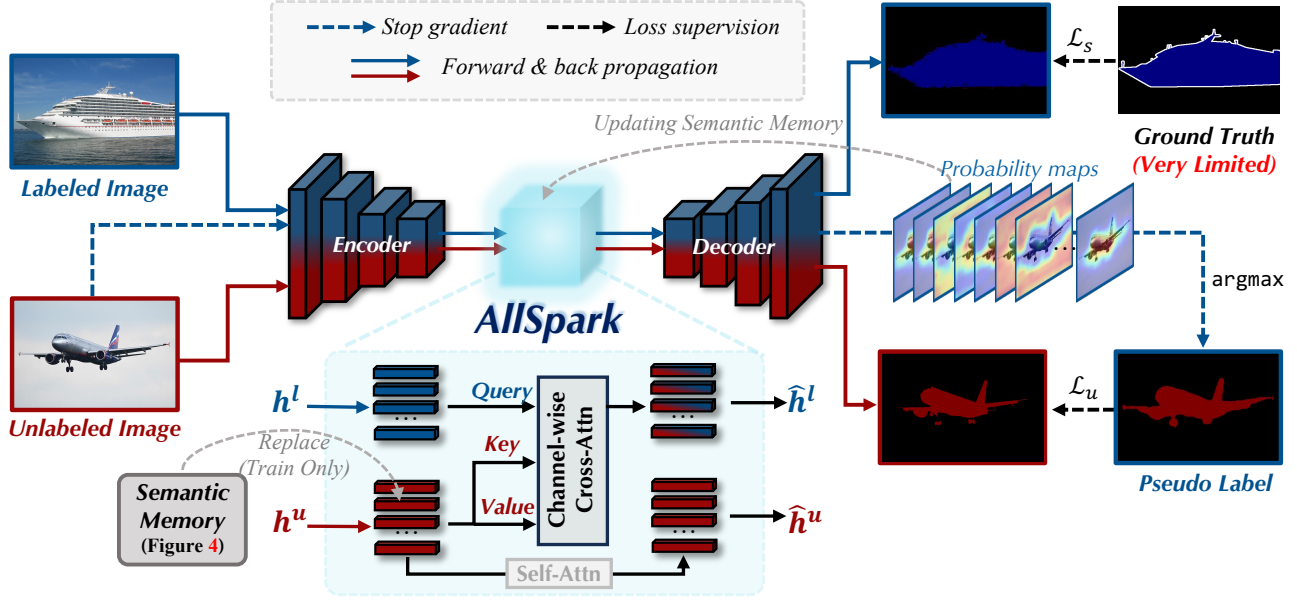 Stop gradient
Loss supervision
Forward & back propagation
Labeled Image
Unlabeled Image
Encoder
AllSpark
Decoder
Updating Semantic Memory
Probability maps
...
ℒs
Ground Truth
(Very Limited)
argmax
ℒu
Pseudo Label
hˡ
...
Query
Channel-wise
Cross-Attn
...
ĥˡ
Replace
(Train Only)
Key
Semantic
Memory
(Figure 4)
hᵘ
...
Value
...
ĥᵘ
Self-Attn